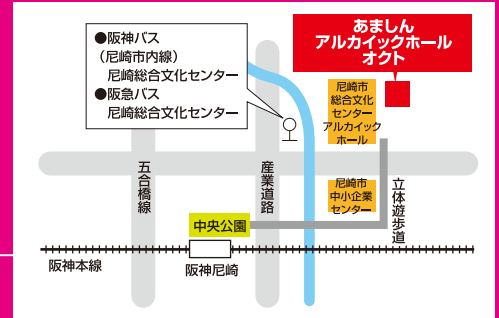 ●阪神バス
(尼崎市内線)
尼崎総合文化センター
●阪急バス
尼崎総合文化センター
あましん
アルカイックホール
オクト
尼崎市
総合文化
センター
アルカイック
ホール
五合橋線
産業道路
尼崎市
中小企業
センター
立体遊歩道
中央公園
阪神本線
阪神尼崎